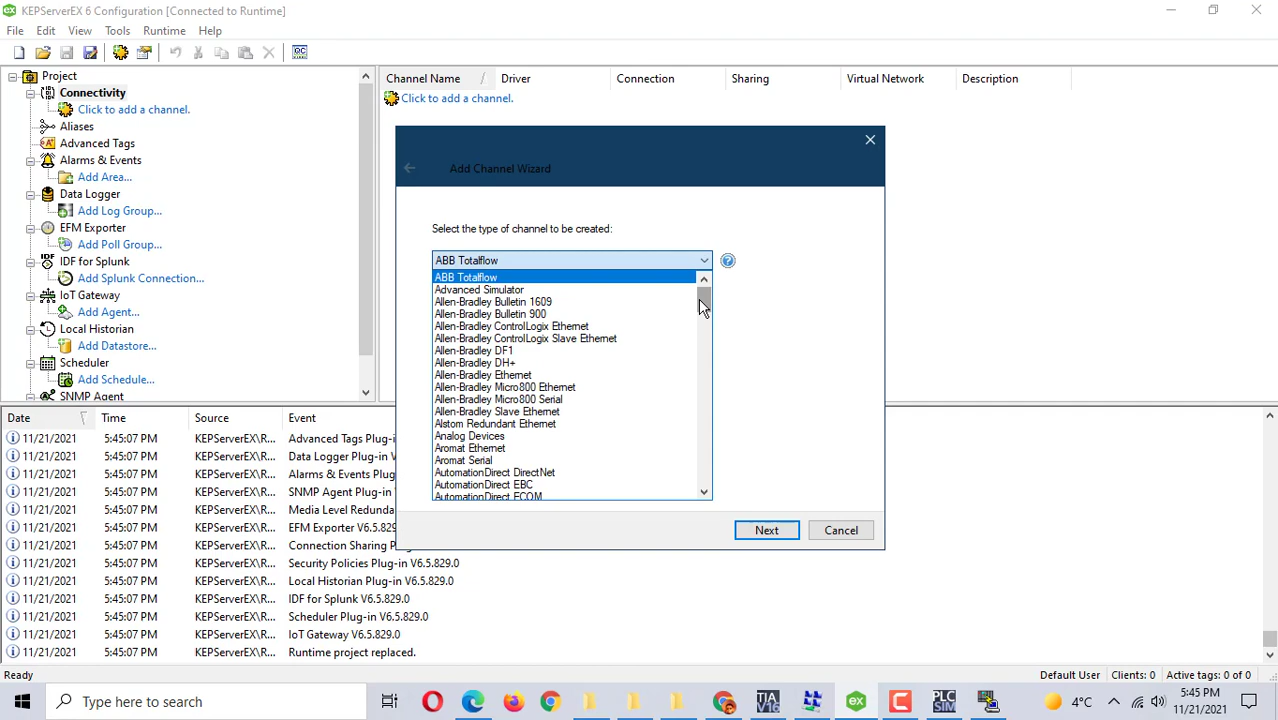 KEPServerEX 6 Configuration [Connected to Runtime]
File Edit View Tools Runtime Help
Project
Connectivity
Click to add a channel.
Aliases
Advanced Tags
Alarms & Events
Add Area...
Data Logger
Add Log Group...
EFM Exporter
Add Poll Group...
IDF for Splunk
Add Splunk Connection...
IoT Gateway
Add Agent...
Local Historian
Add Datastore...
Scheduler
Add Schedule...
SNMP Agent
Channel Name Driver Connection Sharing Virtual Network Description
Click to add a channel.
Add Channel Wizard
Select the type of channel to be created:
ABB Totalflow
ABB Totalflow
Advanced Simulator
Allen-Bradley Bulletin 1609
Allen-Bradley Bulletin 900
Allen-Bradley ControlLogix Ethernet
Allen-Bradley ControlLogix Slave Ethernet
Allen-Bradley DF1
Allen-Bradley DH+
Allen-Bradley Ethernet
Allen-Bradley Micro800 Ethernet
Allen-Bradley Micro800 Serial
Allen-Bradley Slave Ethernet
Alstom Redundant Ethernet
Analog Devices
Aromat Ethernet
Aromat Serial
AutomationDirect DirectNet
AutomationDirect EBC
AutomationDirect ECOM
Next Cancel
Date Time Source Event
11/21/2021 5:45:07 PM KEPServerEX\R... Advanced Tags Plug-i
11/21/2021 5:45:07 PM KEPServerEX\R... Data Logger Plug-in V
11/21/2021 5:45:07 PM KEPServerEX\R... Alarms & Events Plug-
11/21/2021 5:45:07 PM KEPServerEX\R... SNMP Agent Plug-in V
11/21/2021 5:45:07 PM KEPServerEX\R... Media Level Redunda
11/21/2021 5:45:07 PM KEPServerEX\R... EFM Exporter V6.5.829
11/21/2021 5:45:07 PM KEPServerEX\R... Connection Sharing P
11/21/2021 5:45:07 PM KEPServerEX\R... Security Policies Plug-in V6.5.829.0
11/21/2021 5:45:07 PM KEPServerEX\R... Local Historian Plug-in V6.5.829.0
11/21/2021 5:45:07 PM KEPServerEX\R... IDF for Splunk V6.5.829.0
11/21/2021 5:45:07 PM KEPServerEX\R... Scheduler Plug-in V6.5.829.0
11/21/2021 5:45:07 PM KEPServerEX\R... IoT Gateway V6.5.829.0
11/21/2021 5:45:07 PM KEPServerEX\R... Runtime project replaced.
Ready Default User Clients: 0 Active tags: 0 of 0
Type here to search TIA V16 ex PLC SIM 4°C 5:45 PM
11/21/2021